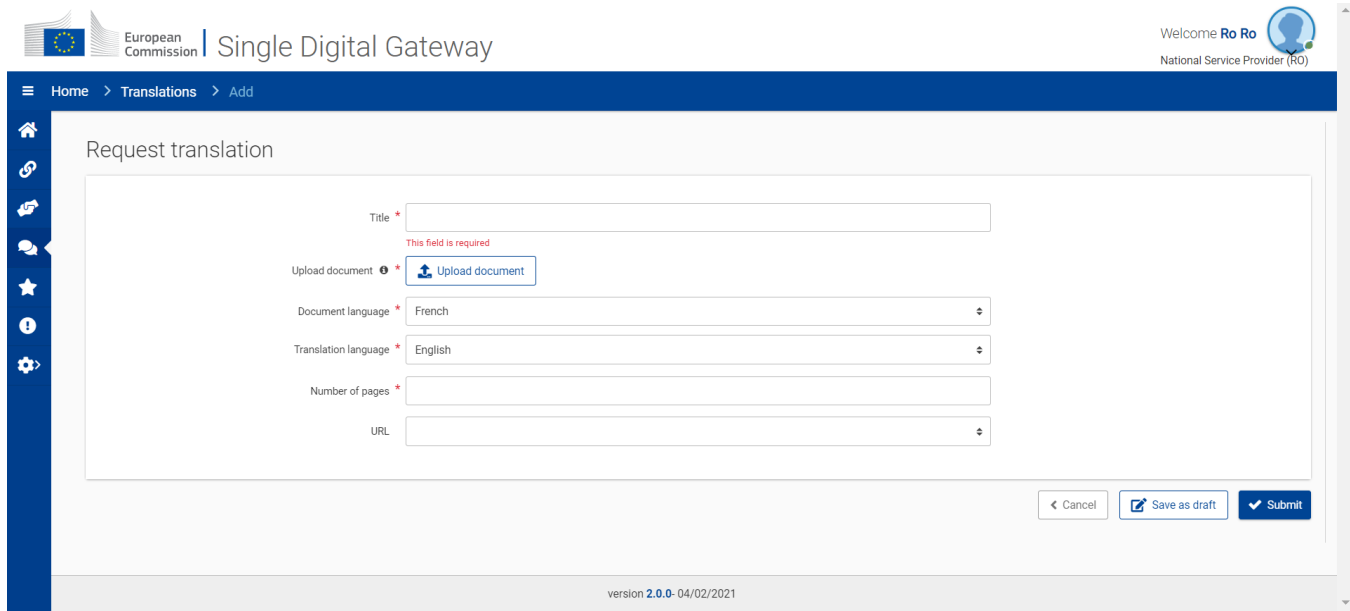 European
Commission
Single Digital Gateway
Welcome Ro Ro
National Service Provider (RO)
Home > Translations > Add
Request translation
Title *
This field is required
Upload document * Upload document
Document language * French
Translation language * English
Number of pages *
URL
Cancel Save as draft Submit
version 2.0.0- 04/02/2021